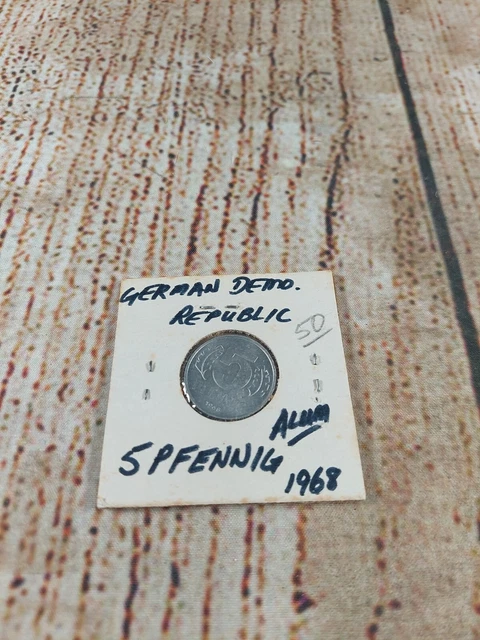 GERMAN DEMO.
REPUBLIC
50
ALUM
5 PFENNIG
1968